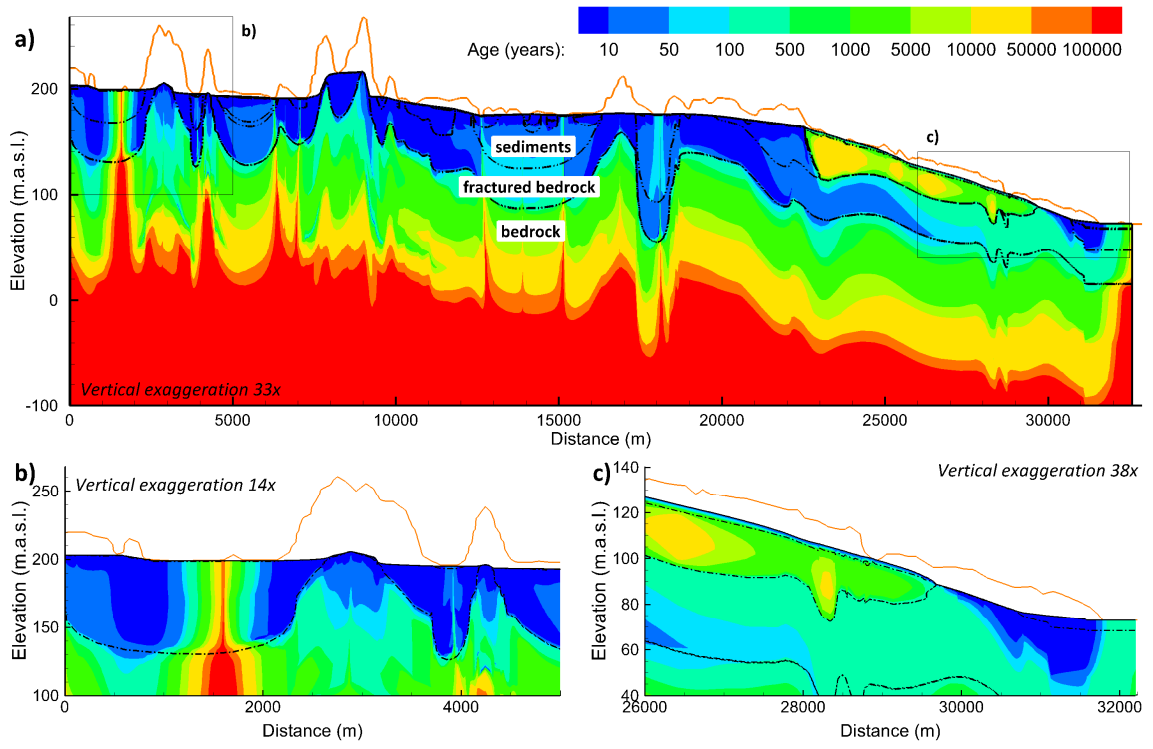 a)
b)
Age (years):
10 50 100 500 1000 5000 10000 50000 100000
Elevation (m.a.s.l.)
200
100
0
-100
sediments
fractured bedrock
bedrock
c)
Vertical exaggeration 33x
0 5000 10000 15000 20000 25000 30000
Distance (m)
b)
Vertical exaggeration 14x
Elevation (m.a.s.l.)
250
200
150
100
0 2000 4000
Distance (m)
c)
Vertical exaggeration 38x
Elevation (m.a.s.l.)
140
120
100
80
60
40
26000 28000 30000 32000
Distance (m)